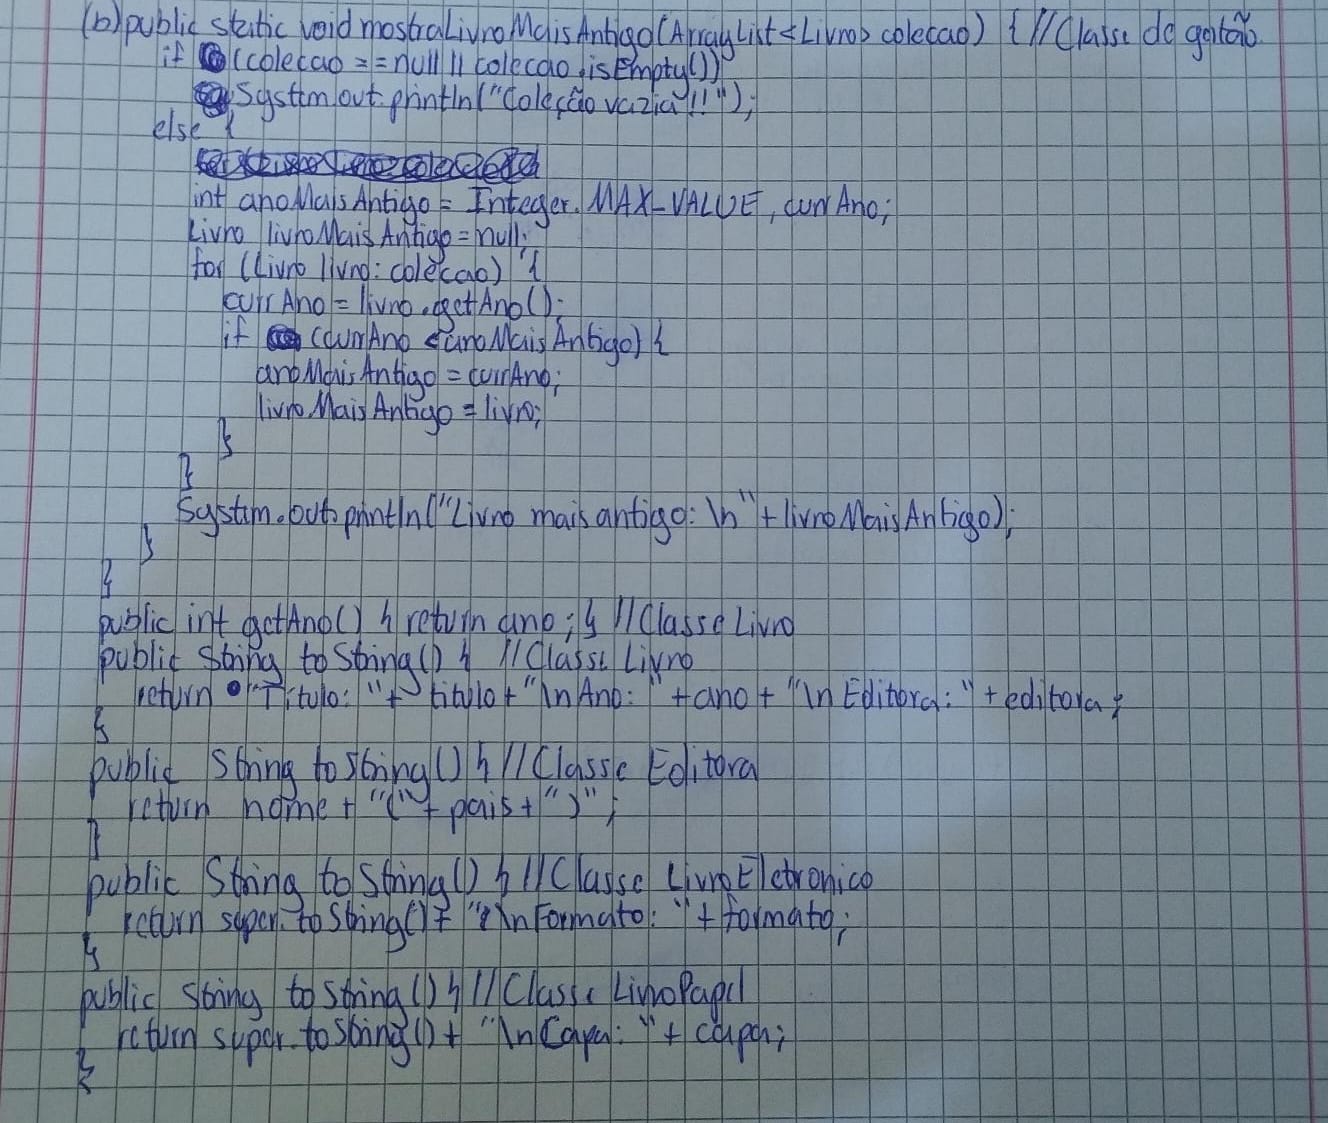 (b) public static void mostraLivroMaisAntigo(ArrayList<Livro> colecao) { //Classe de gestão
if (colecao == null || colecao.isEmpty())
System.out.println("Coleção vazia!!");
else {
int anoMaisAntigo = Integer.MAX_VALUE, currAno;
Livro livroMaisAntigo = null;
for (Livro livro: colecao) {
currAno = livro.getAno();
if (currAno < anoMaisAntigo) {
anoMaisAntigo = currAno;
livroMaisAntigo = livro;
}
}
System.out.println("Livro mais antigo: \n" + livroMaisAntigo);
}
}
public int getAno() { return ano; } //Classe Livro
public String toString() { //Classe Livro
return "Título: " + titulo + "\nAno: " + ano + "\nEditora: " + editora;
}
public String toString() { //Classe Editora
return nome + "(" + pais + ")";
}
public String toString() { //Classe LivroEletronico
return super.toString() + "\nFormato: " + formato;
}
public String toString() { //Classe LivroPapel
return super.toString() + "\nCapa: " + capa;
}